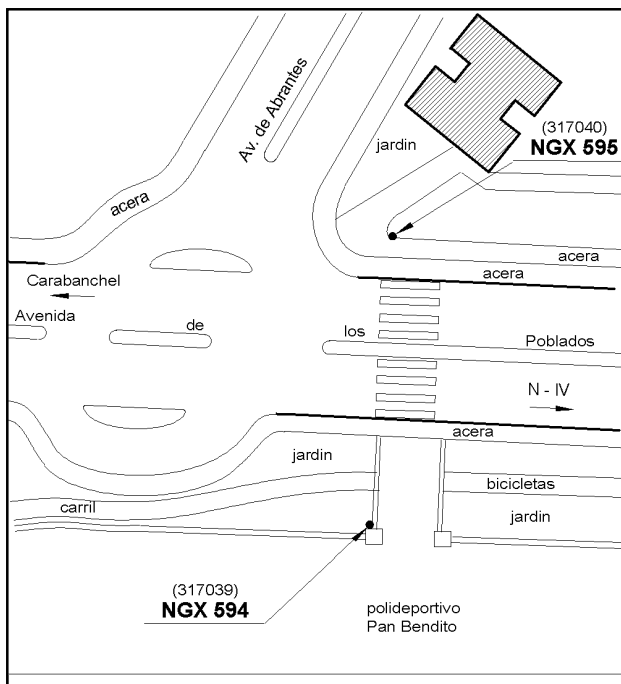 Av. de Abrantes
(317040)
NGX 595
jardin
acera
acera
acera
Carabanchel
Avenida
de
los
Poblados
N - IV
acera
jardin
bicicletas
carril
jardin
(317039)
NGX 594
polideportivo
Pan Bendito